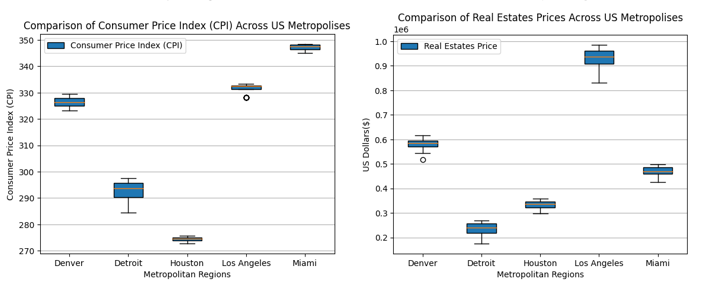 Comparison of Consumer Price Index (CPI) Across US Metropolises
Consumer Price Index (CPI)
350
340
330
320
310
300
290
280
270
Consumer Price Index (CPI)
Denver Detroit Houston Los Angeles Miami
Metropolitan Regions
Comparison of Real Estates Prices Across US Metropolises
1e6
Real Estates Price
1.0
0.9
0.8
0.7
0.6
0.5
0.4
0.3
0.2
US Dollars($)
Denver Detroit Houston Los Angeles Miami
Metropolitan Regions